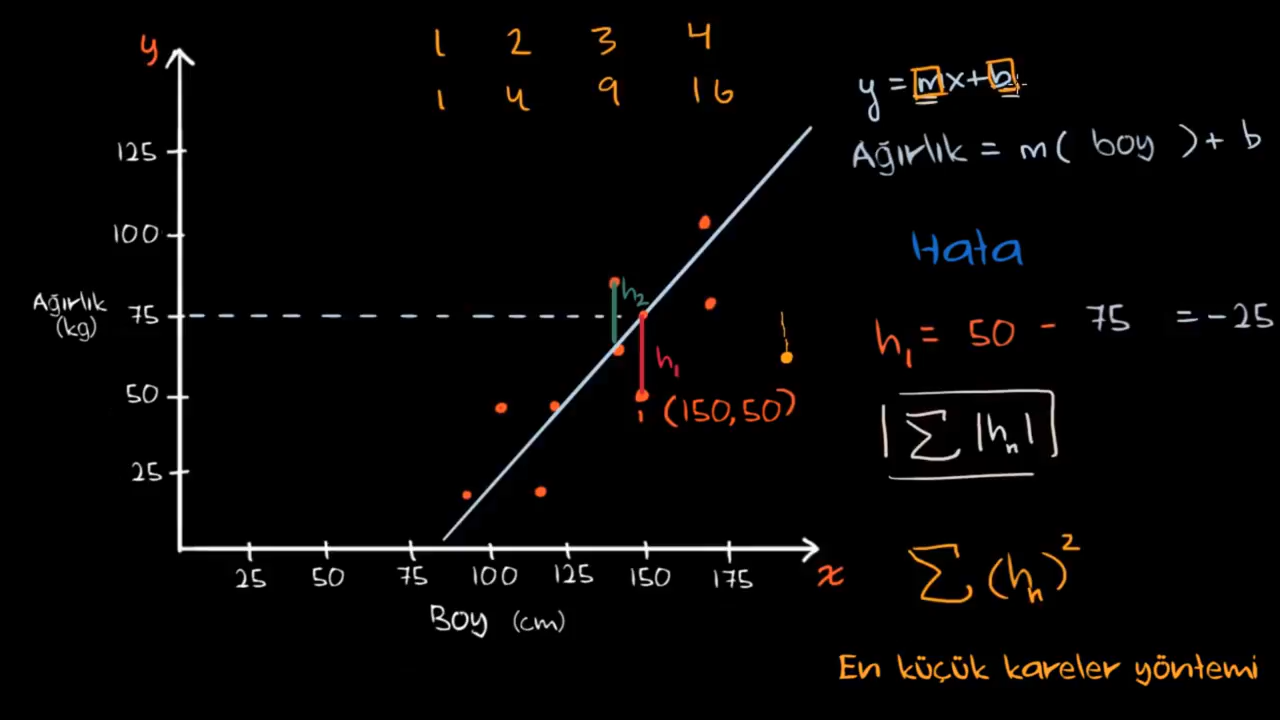 1 2 3 4
1 4 9 16
y
125
100
75
50
25
Ağırlık
(kg)
h₂
h₁
(150,50)
25 50 75 100 125 150 175
x
Boy (cm)
y = mx+b
Ağırlık = m( boy ) + b
Hata
h₁ = 50 - 75 = -25
∑ |hₙ|
∑ (hₙ)²
En küçük kareler yöntemi